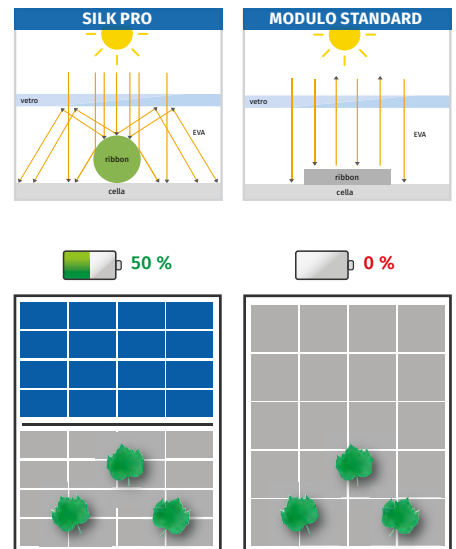 SILK PRO
MODULO STANDARD
vetro
EVA
ribbon
cella
vetro
EVA
ribbon
cella
50 %
0 %